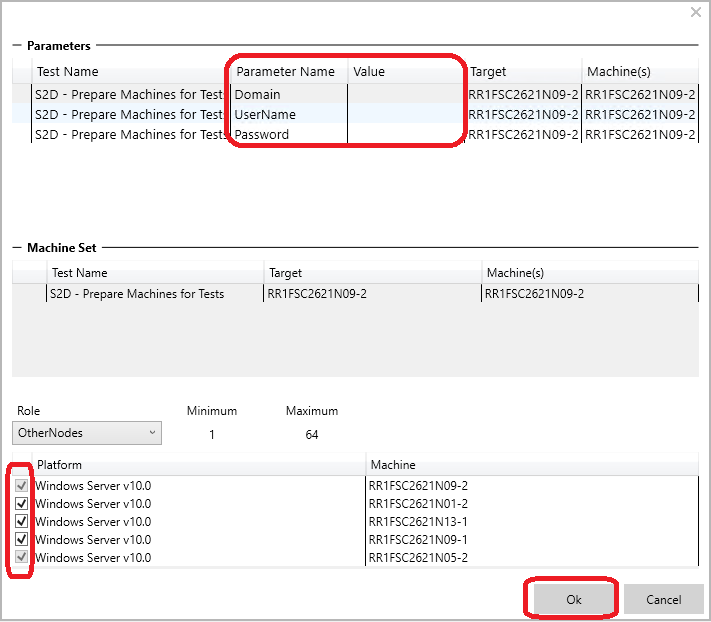 Parameters
Test Name Parameter Name Value Target Machine(s)
S2D - Prepare Machines for Test Domain RR1FSC2621N09-2 RR1FSC2621N09-2
S2D - Prepare Machines for Test UserName RR1FSC2621N09-2 RR1FSC2621N09-2
S2D - Prepare Machines for Tests Password RR1FSC2621N09-2 RR1FSC2621N09-2
Machine Set
Test Name Target Machine(s)
S2D - Prepare Machines for Tests RR1FSC2621N09-2 RR1FSC2621N09-2
Role Minimum Maximum
OtherNodes 1 64
Platform Machine
Windows Server v10.0 RR1FSC2621N09-2
Windows Server v10.0 RR1FSC2621N01-2
Windows Server v10.0 RR1FSC2621N13-1
Windows Server v10.0 RR1FSC2621N09-1
Windows Server v10.0 RR1FSC2621N05-2
Ok Cancel